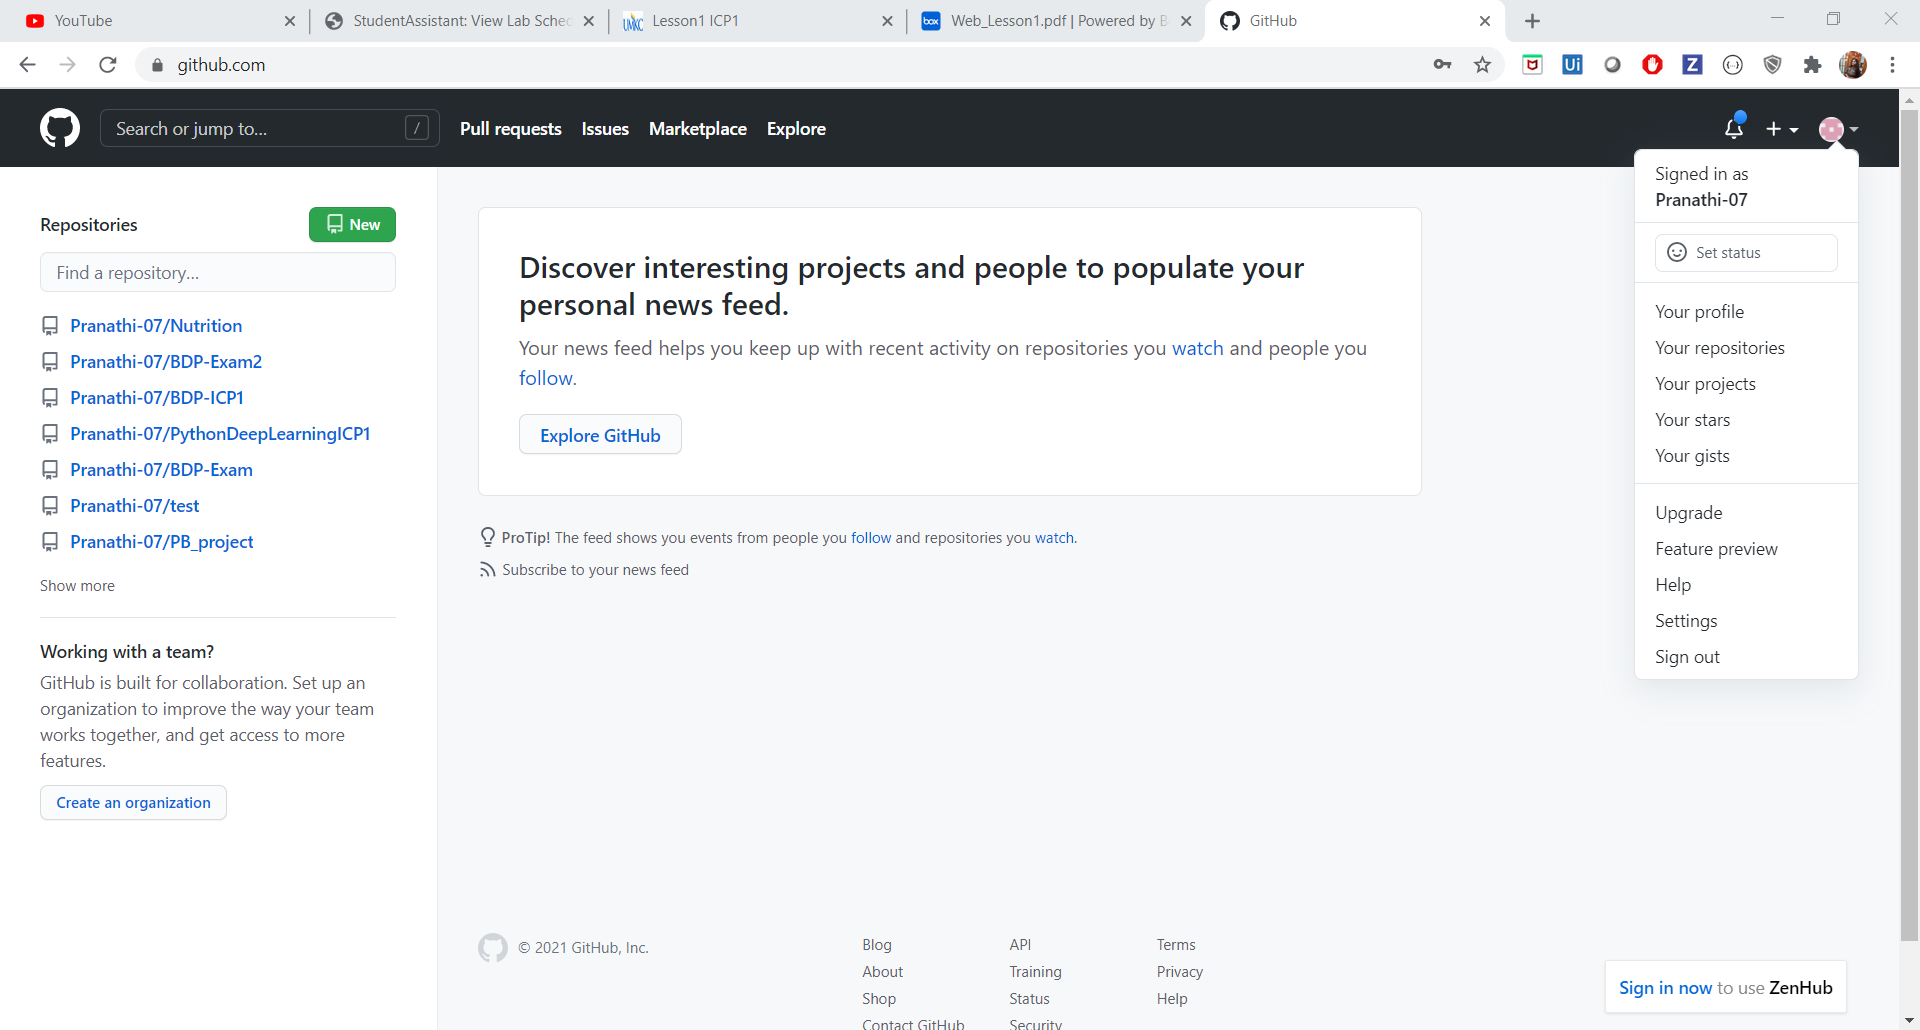 YouTube
StudentAssistant: View Lab Sche
Lesson1 ICP1
Web_Lesson1.pdf | Powered by B
GitHub
github.com
Search or jump to...
/
Pull requests
Issues
Marketplace
Explore
Signed in as
Pranathi-07
Set status
Your profile
Your repositories
Your projects
Your stars
Your gists
Upgrade
Feature preview
Help
Settings
Sign out
Repositories
New
Find a repository...
Pranathi-07/Nutrition
Pranathi-07/BDP-Exam2
Pranathi-07/BDP-ICP1
Pranathi-07/PythonDeepLearningICP1
Pranathi-07/BDP-Exam
Pranathi-07/test
Pranathi-07/PB_project
Show more
Working with a team?
GitHub is built for collaboration. Set up an
organization to improve the way your team
works together, and get access to more
features.
Create an organization
Discover interesting projects and people to populate your
personal news feed.
Your news feed helps you keep up with recent activity on repositories you watch and people you
follow.
Explore GitHub
ProTip! The feed shows you events from people you follow and repositories you watch.
Subscribe to your news feed
© 2021 GitHub, Inc.
Blog
About
Shop
Contact GitHub
API
Training
Status
Security
Terms
Privacy
Help
Sign in now to use ZenHub
box
UMKC
Ui
Z